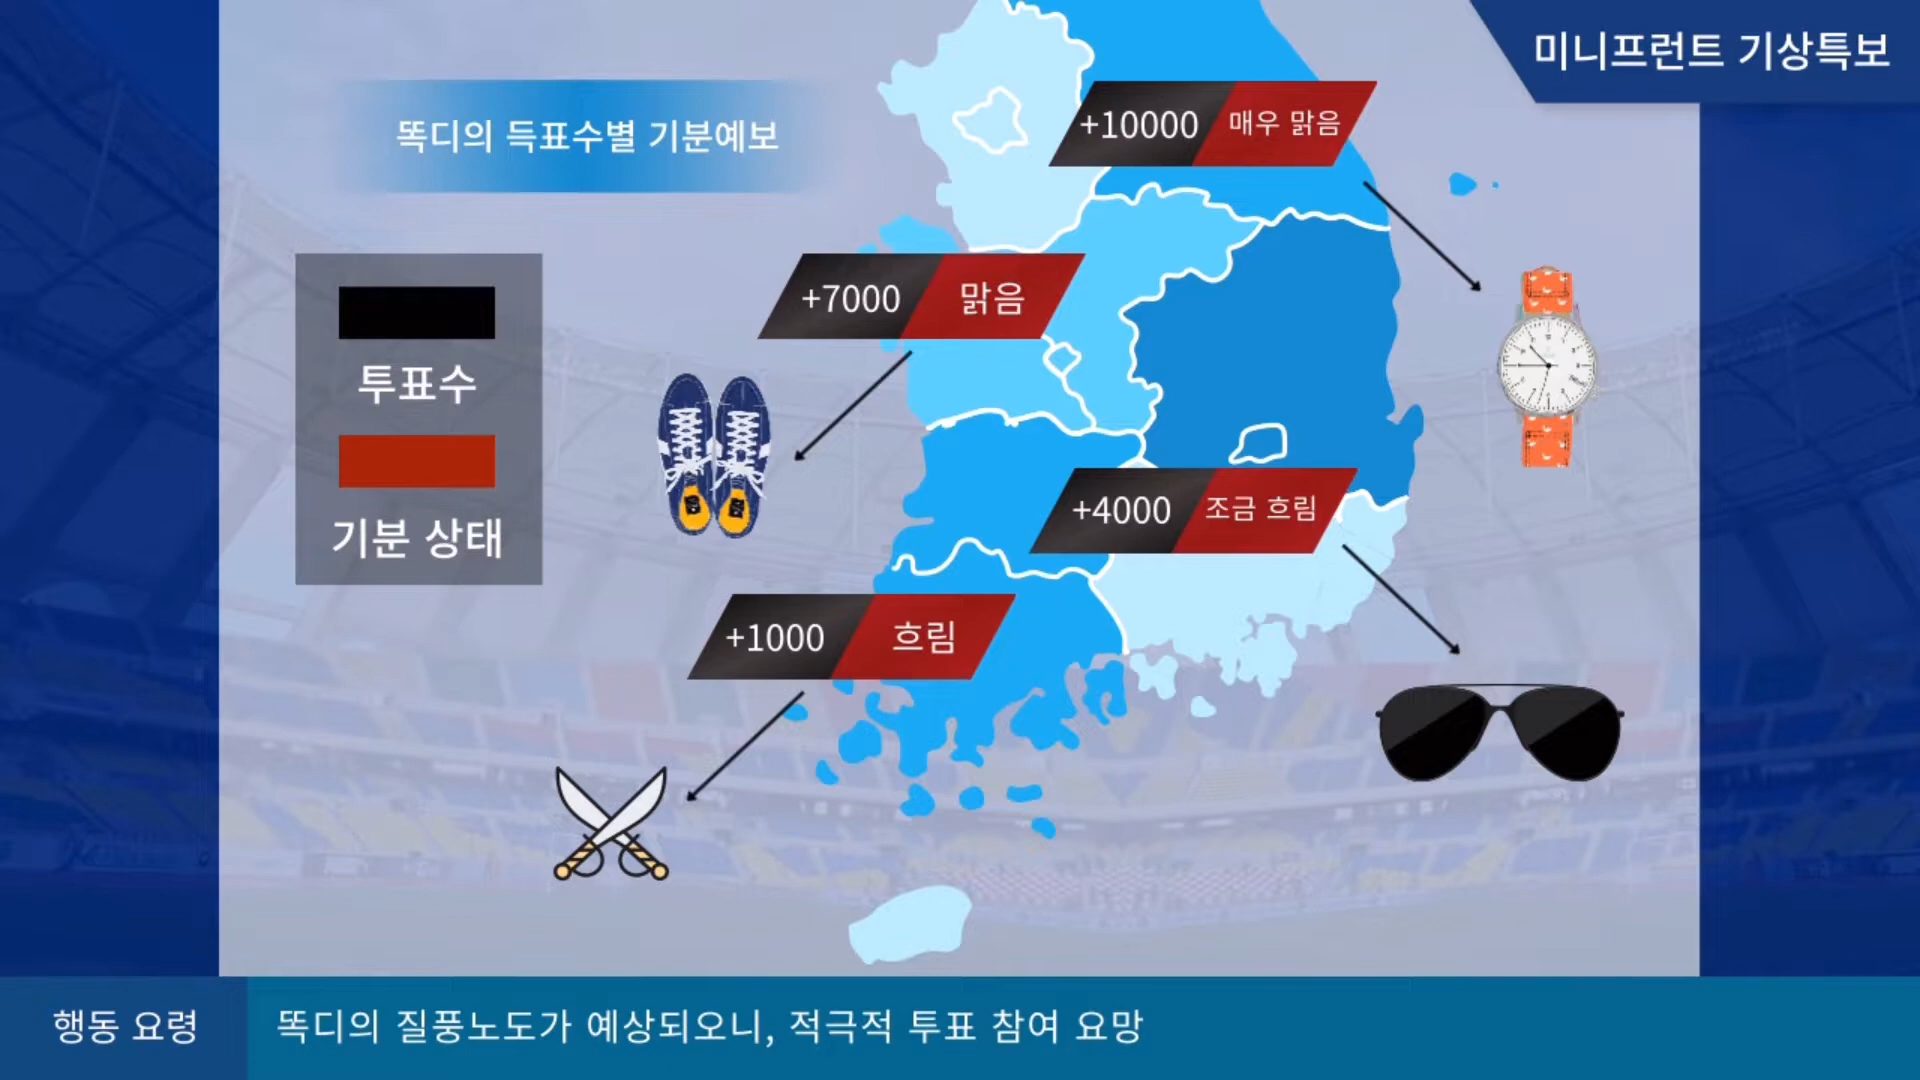 미니프런트 기상특보
똑디의 득표수별 기분예보
+10000 매우 맑음
+7000 맑음
투표수
기분 상태
+4000 조금 흐림
+1000 흐림
행동 요령
똑디의 질풍노도가 예상되오니, 적극적 투표 참여 요망